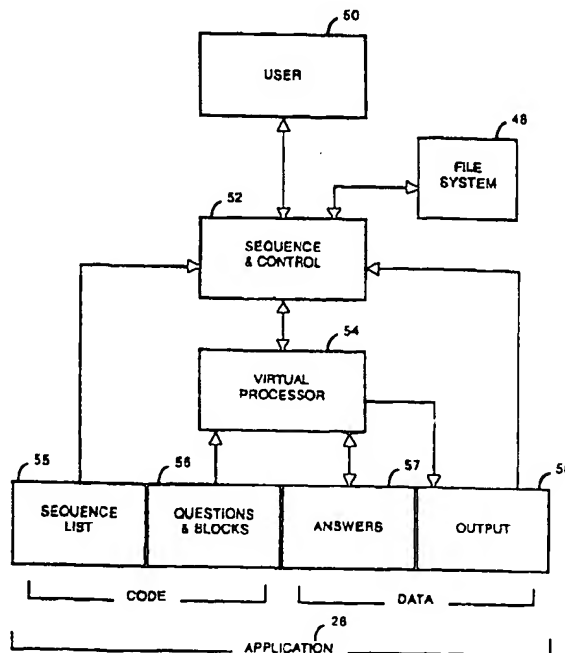 50
USER
48
FILE
SYSTEM
52
SEQUENCE
& CONTROL
54
VIRTUAL
PROCESSOR
55
SEQUENCE
LIST
56
QUESTIONS
& BLOCKS
57
ANSWERS
OUTPUT
CODE
DATA
26
APPLICATION